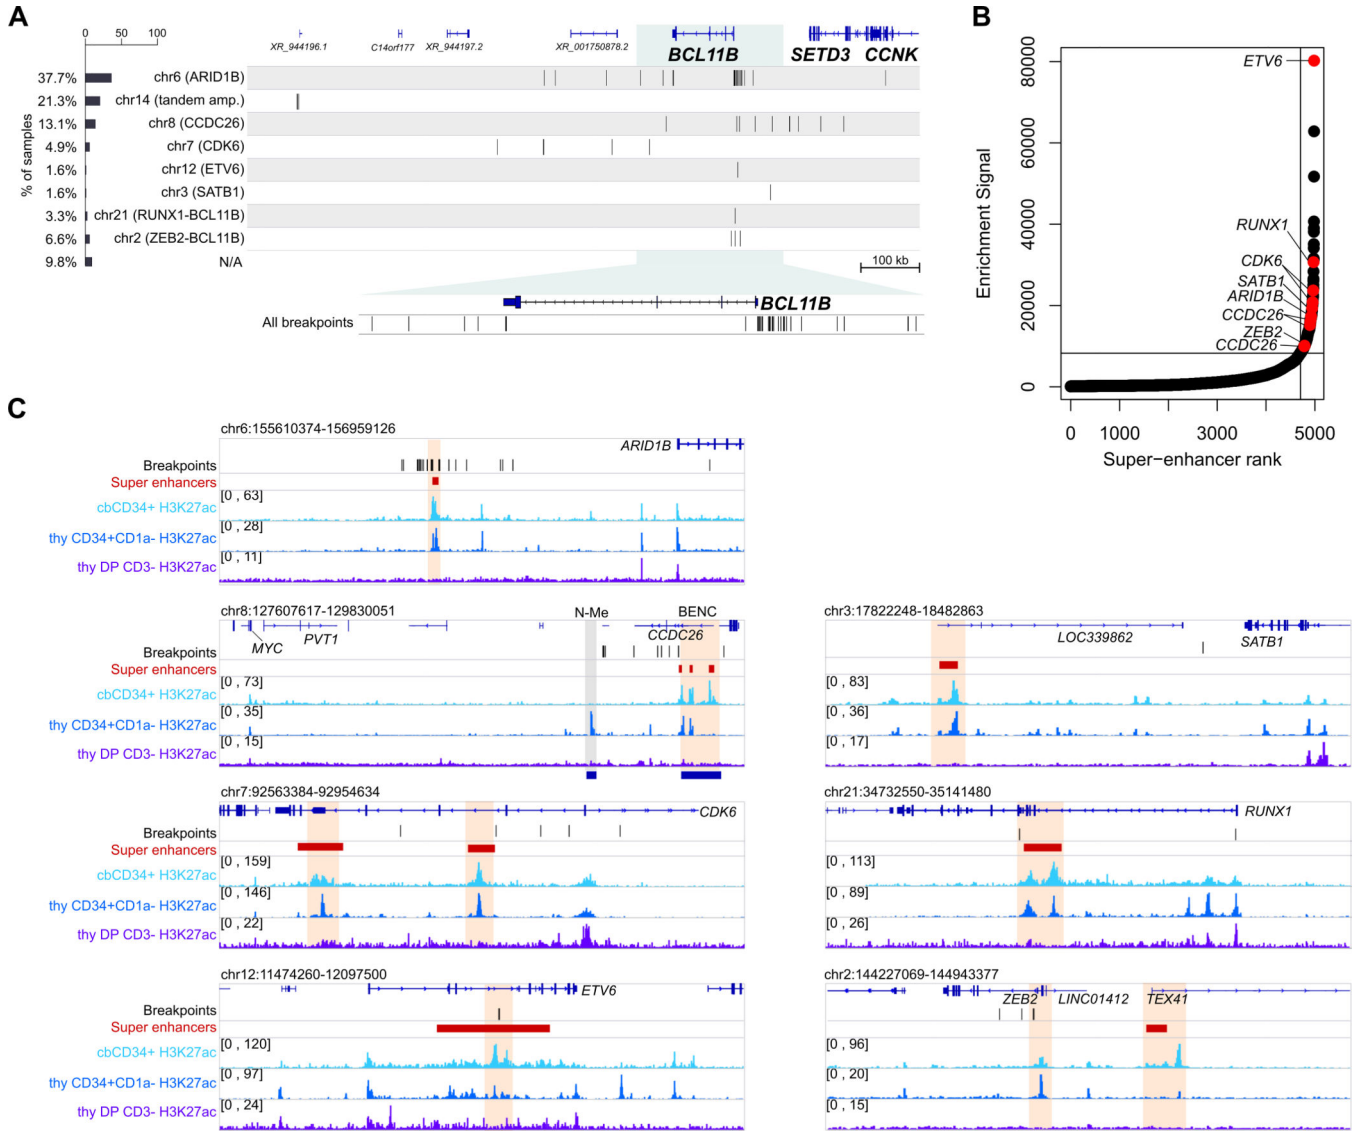 A
0 50 100
XR_944196.1 C14orf177 XR_944197.2 XR_001750878.2 BCL11B SETD3 CCNK
% of samples
37.7% chr6 (ARID1B)
21.3% chr14 (tandem amp.)
13.1% chr8 (CCDC26)
4.9% chr7 (CDK6)
1.6% chr12 (ETV6)
1.6% chr3 (SATB1)
3.3% chr21 (RUNX1-BCL11B)
6.6% chr2 (ZEB2-BCL11B)
9.8% N/A
100 kb
BCL11B
All breakpoints
B
Enrichment Signal
80000
60000
40000
20000
0
ETV6
RUNX1
CDK6
SATB1
ARID1B
CCDC26
ZEB2
CCDC26
0 1000 3000 5000
Super-enhancer rank
C
chr6:155610374-156959126
ARID1B
Breakpoints
Super enhancers
[0 , 63]
cbCD34+ H3K27ac
[0 , 28]
thy CD34+CD1a- H3K27ac
[0 , 11]
thy DP CD3- H3K27ac
chr8:127607617-129830051
N-Me BENC
MYC PVT1 CCDC26
Breakpoints
Super enhancers
[0 , 73]
cbCD34+ H3K27ac
[0 , 35]
thy CD34+CD1a- H3K27ac
[0 , 15]
thy DP CD3- H3K27ac
chr3:17822248-18482863
LOC339862 SATB1
[0 , 83]
[0 , 36]
[0 , 17]
chr7:92563384-92954634
CDK6
Breakpoints
Super enhancers
[0 , 159]
cbCD34+ H3K27ac
[0 , 146]
thy CD34+CD1a- H3K27ac
[0 , 22]
thy DP CD3- H3K27ac
chr21:34732550-35141480
RUNX1
[0 , 113]
[0 , 89]
[0 , 26]
chr12:11474260-12097500
ETV6
Breakpoints
Super enhancers
[0 , 120]
cbCD34+ H3K27ac
[0 , 97]
thy CD34+CD1a- H3K27ac
[0 , 24]
thy DP CD3- H3K27ac
chr2:144227069-144943377
ZEB2 LINC01412 TEX41
[0 , 96]
[0 , 20]
[0 , 15]